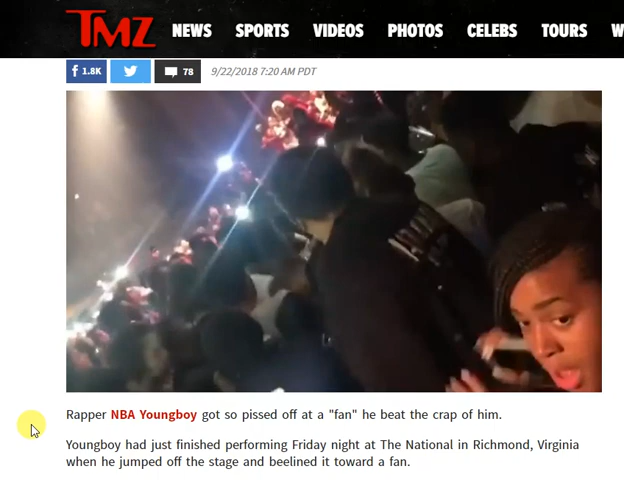 TMZ NEWS SPORTS VIDEOS PHOTOS CELEBS TOURS W
f 1.8K 78 9/22/2018 7:20 AM PDT
Rapper NBA Youngboy got so pissed off at a "fan" he beat the crap of him.
Youngboy had just finished performing Friday night at The National in Richmond, Virginia
when he jumped off the stage and beelined it toward a fan.